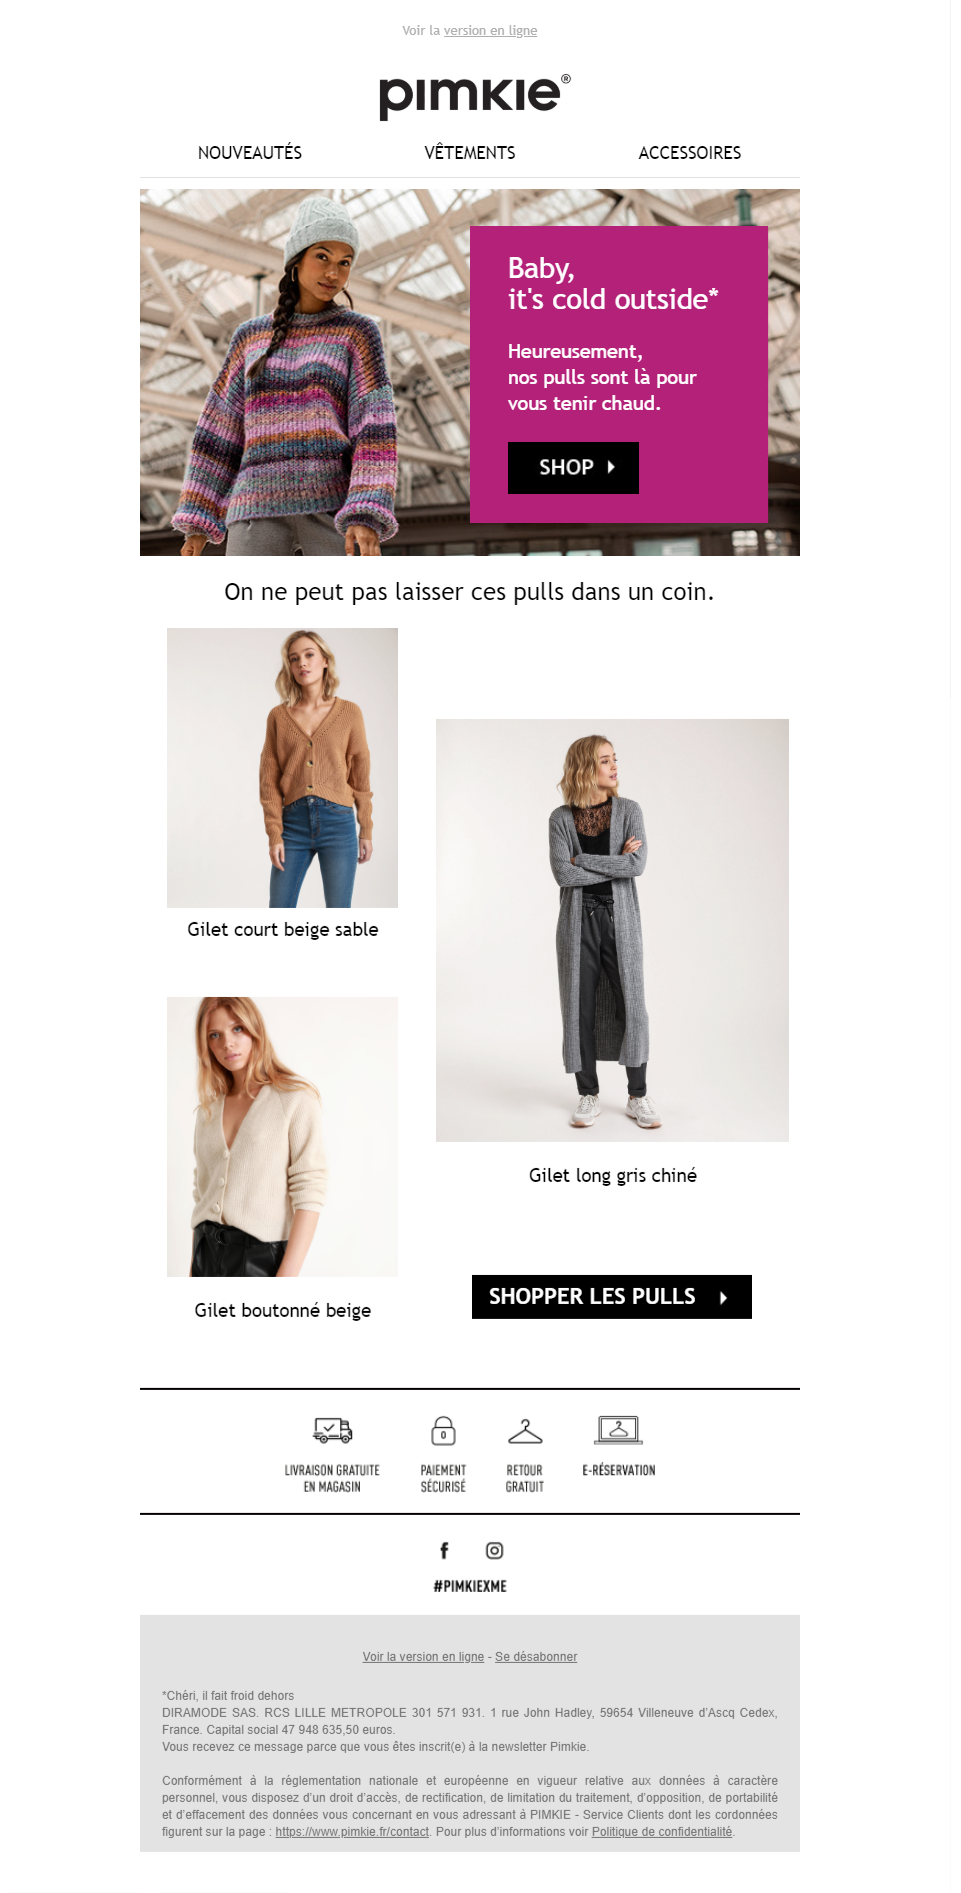 Voir la version en ligne
pimkie®
NOUVEAUTÉS VÊTEMENTS ACCESSOIRES
Baby,
it's cold outside*
Heureusement,
nos pulls sont là pour
vous tenir chaud.
SHOP
On ne peut pas laisser ces pulls dans un coin.
Gilet court beige sable
Gilet long gris chiné
Gilet boutonné beige
SHOPPER LES PULLS
LIVRAISON GRATUITE
EN MAGASIN
PAIEMENT
SÉCURISÉ
RETOUR
GRATUIT
E-RÉSERVATION
#PIMKIEXME
Voir la version en ligne - Se désabonner
*Chéri, il fait froid dehors
DIRAMODE SAS. RCS LILLE METROPOLE 301 571 931. 1 rue John Hadley, 59654 Villeneuve d'Ascq Cedex,
France. Capital social 47 948 635,50 euros.
Vous recevez ce message parce que vous êtes inscrit(e) à la newsletter Pimkie.
Conformément à la réglementation nationale et européenne en vigueur relative aux données à caractère
personnel, vous disposez d'un droit d'accès, de rectification, de limitation du traitement, d'opposition, de portabilité
et d'effacement des données vous concernant en vous adressant à PIMKIE - Service Clients dont les cordonnées
figurent sur la page : https://www.pimkie.fr/contact. Pour plus d'informations voir Politique de confidentialité.